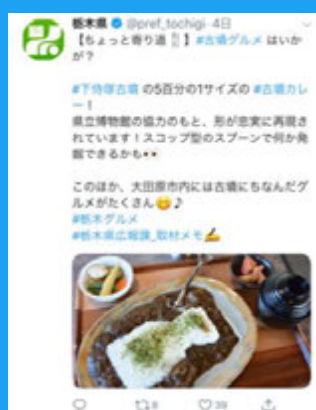 栃木県 @pref_tochigi·4日
【ちょっと寄り道】#古墳グルメ はいか
が？
#下侍塚古墳 の5百分の1サイズの #古墳カレ
ー！
県立博物館の協力のもと、形が忠実に再現さ
れています！スコップ型のスプーンで何か発
掘できるかも👀
このほか、大田原市内には古墳にちなんだグ
ルメがたくさん😋♪
#栃木グルメ
#栃木県広報課_取材メモ✍
8 39